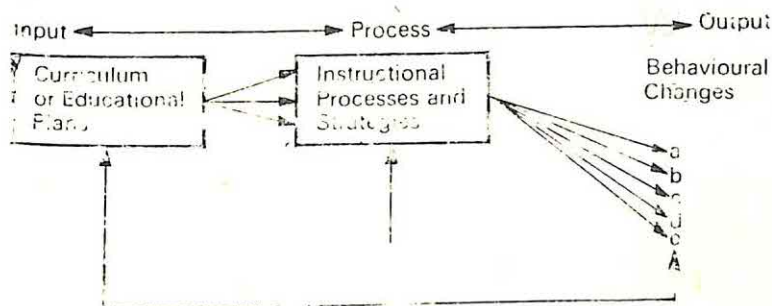 Input Process Output
Curriculum
or Educational
Plans
Instructional
Processes and
Strategies
Behavioural
Changes
a
b
c
d
e